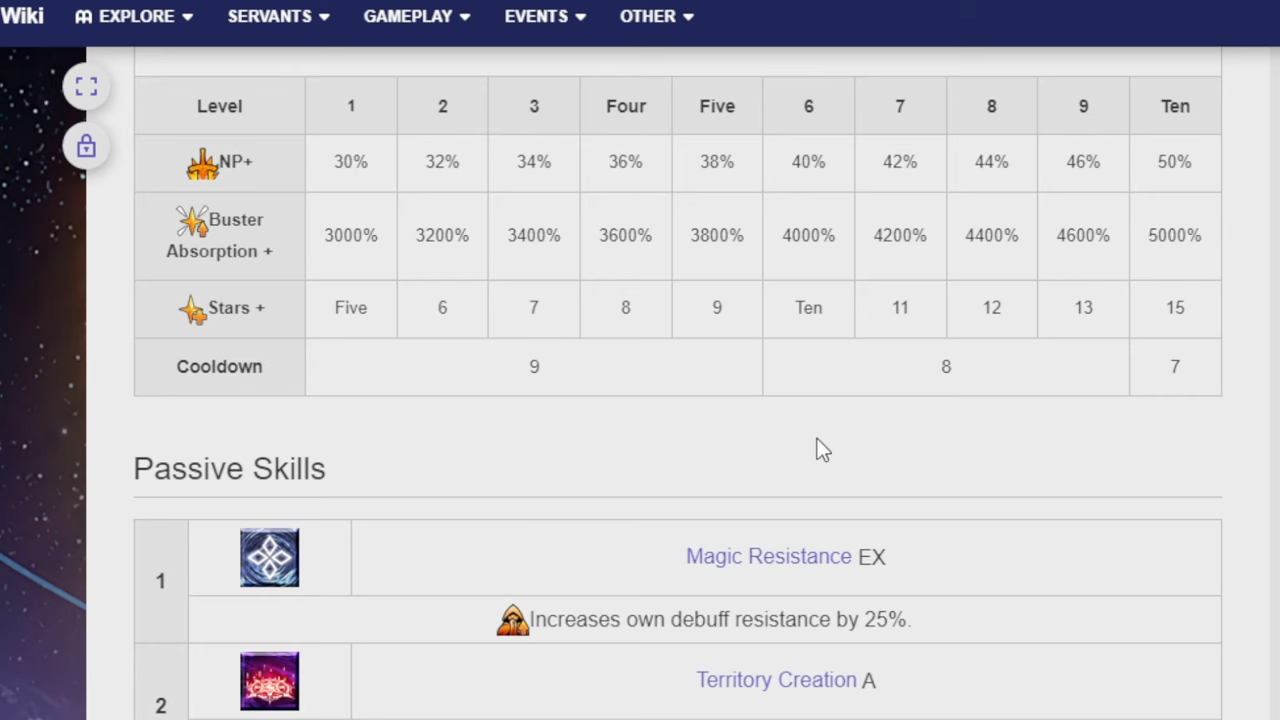 Wiki EXPLORE SERVANTS GAMEPLAY EVENTS OTHER
Level 1 2 3 Four Five 6 7 8 9 Ten
NP+ 30% 32% 34% 36% 38% 40% 42% 44% 46% 50%
Buster
Absorption + 3000% 3200% 3400% 3600% 3800% 4000% 4200% 4400% 4600% 5000%
Stars + Five 6 7 8 9 Ten 11 12 13 15
Cooldown 9 8 7
Passive Skills
1 Magic Resistance EX
Increases own debuff resistance by 25%.
2 Territory Creation A